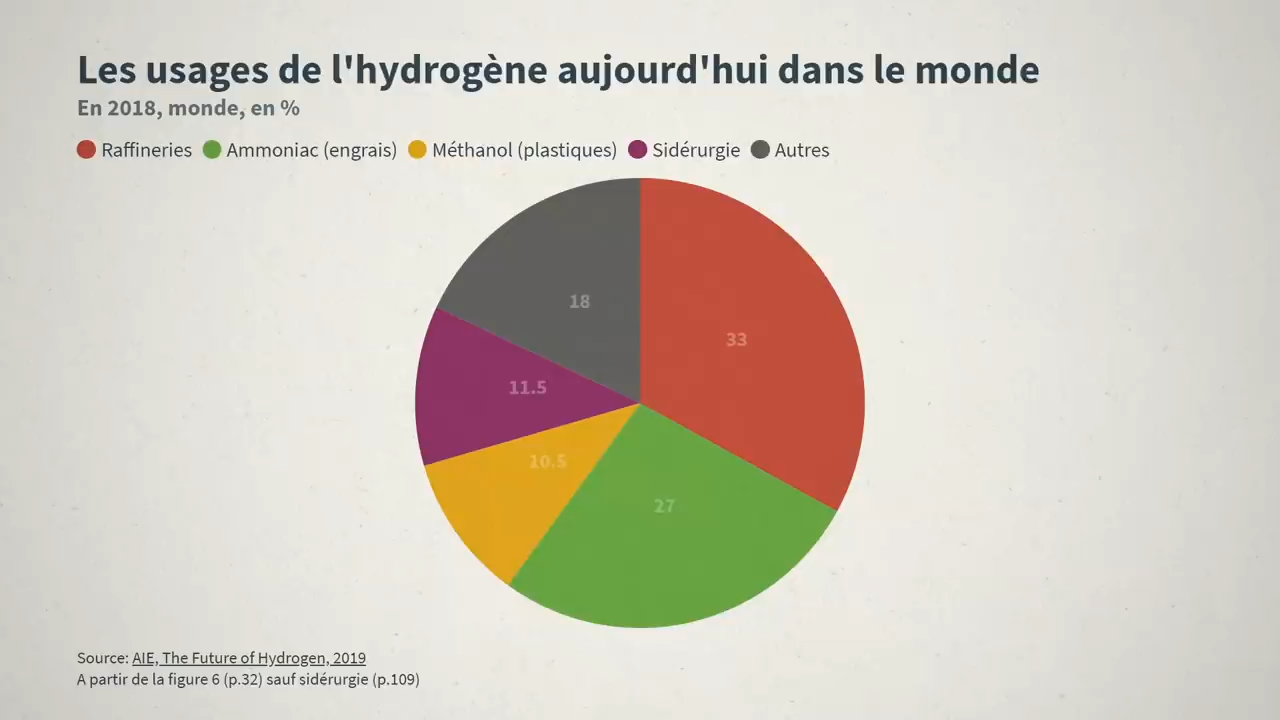 Les usages de l'hydrogène aujourd'hui dans le monde
En 2018, monde, en %
Raffineries Ammoniac (engrais) Méthanol (plastiques) Sidérurgie Autres
18
33
11.5
10.5
27
Source: AIE, The Future of Hydrogen, 2019
A partir de la figure 6 (p.32) sauf sidérurgie (p.109)